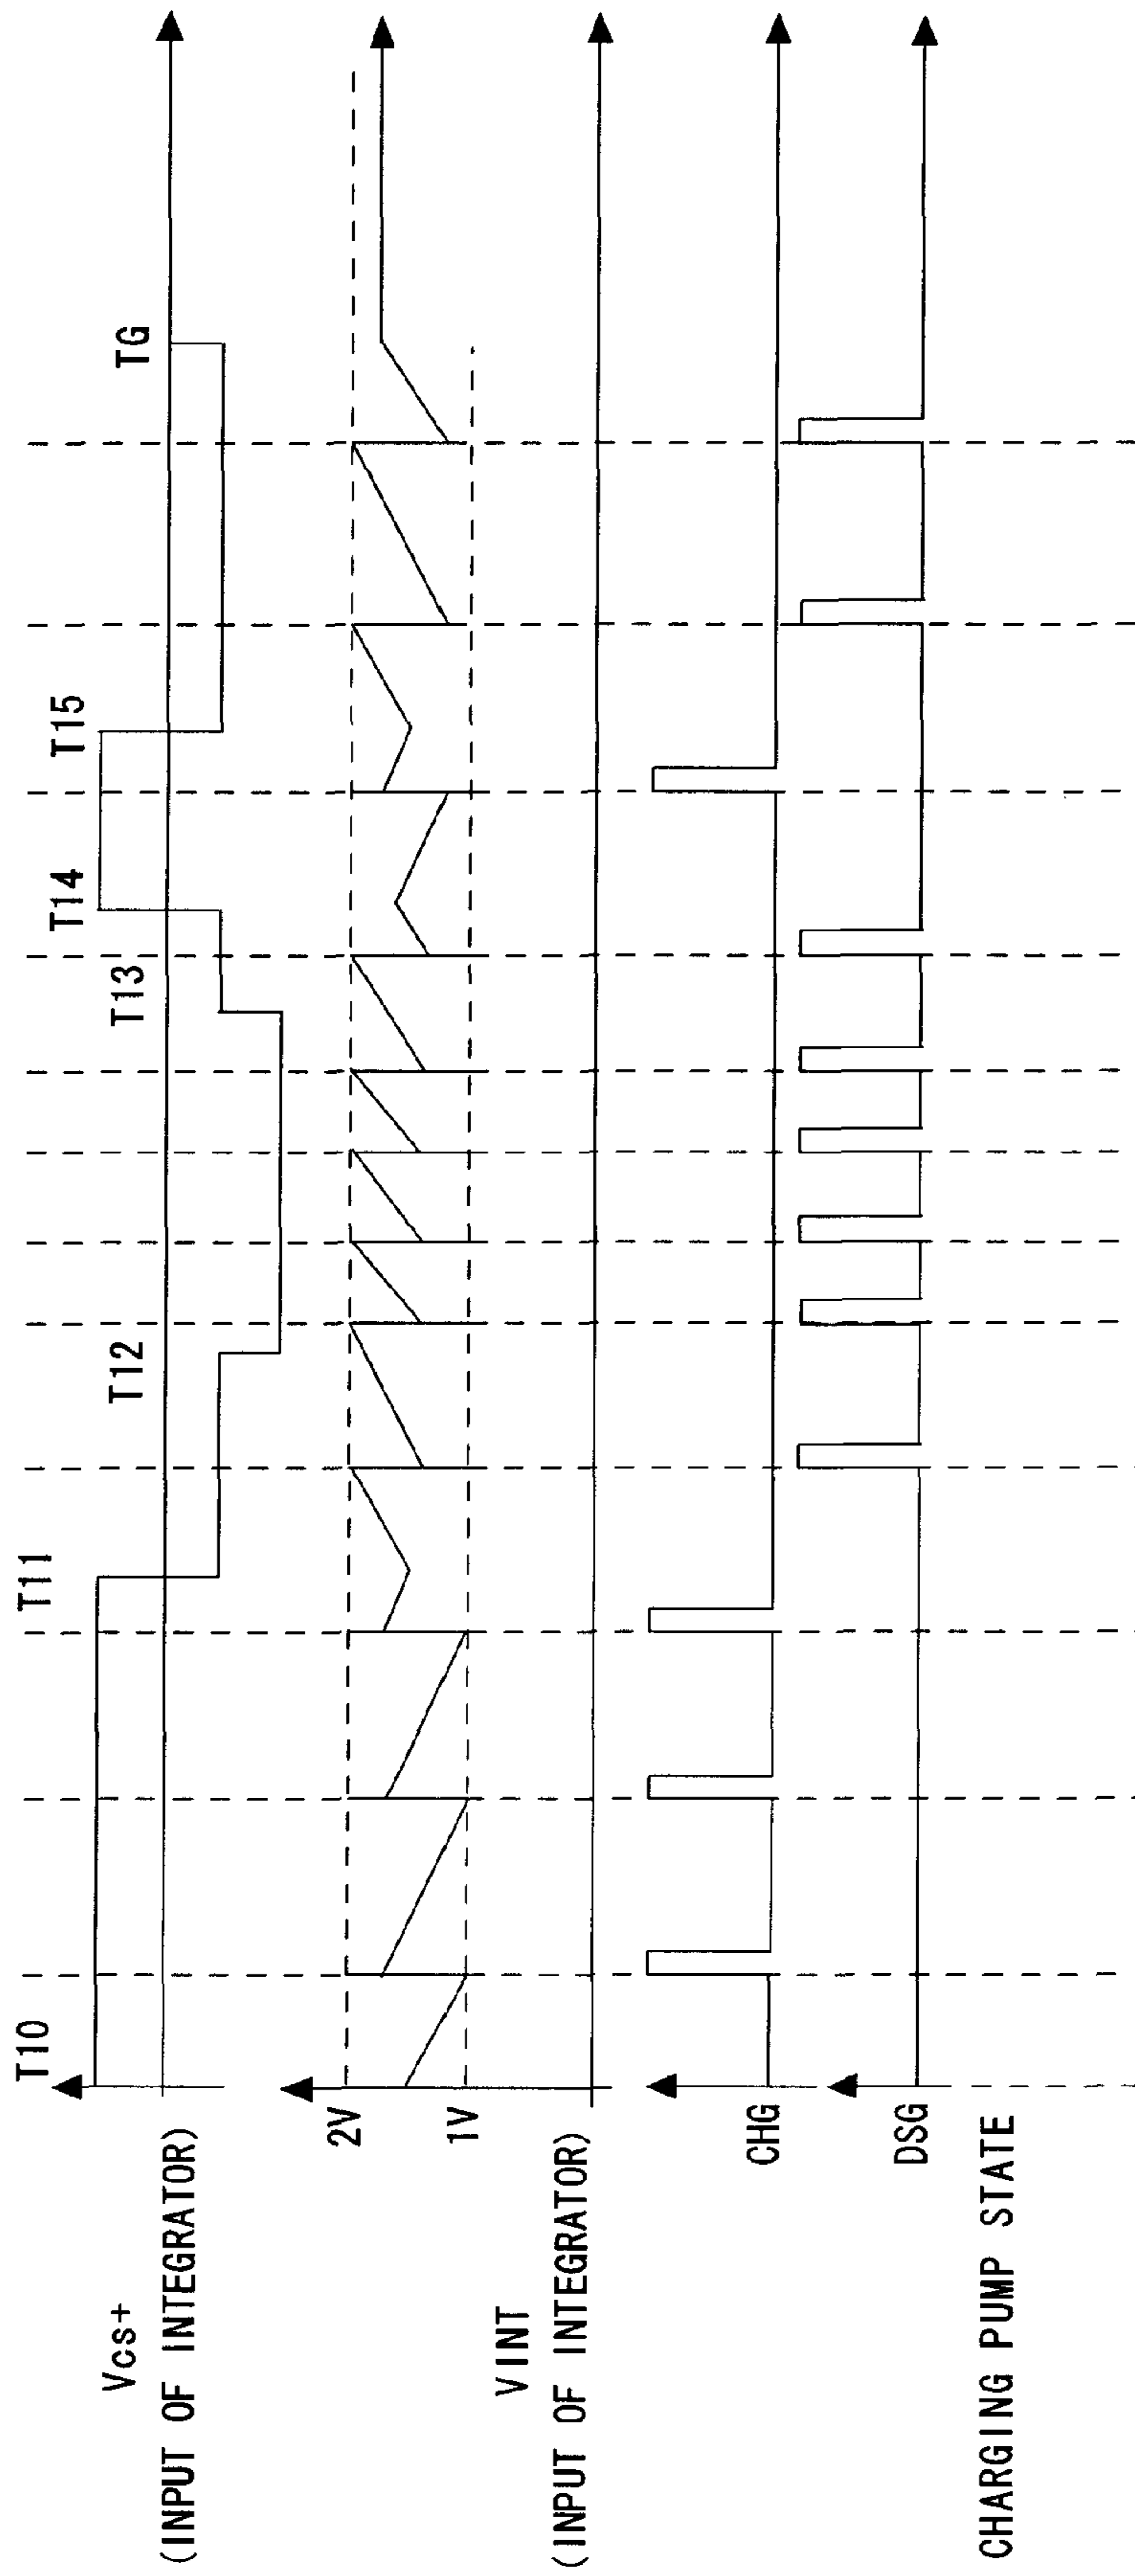 T10
T11
T12
T13
T14
T15
TG
Vcs+
(INPUT OF INTEGRATOR)
2V
1V
VINT
(INPUT OF INTEGRATOR)
CHG
DSG
CHARGING PUMP STATE